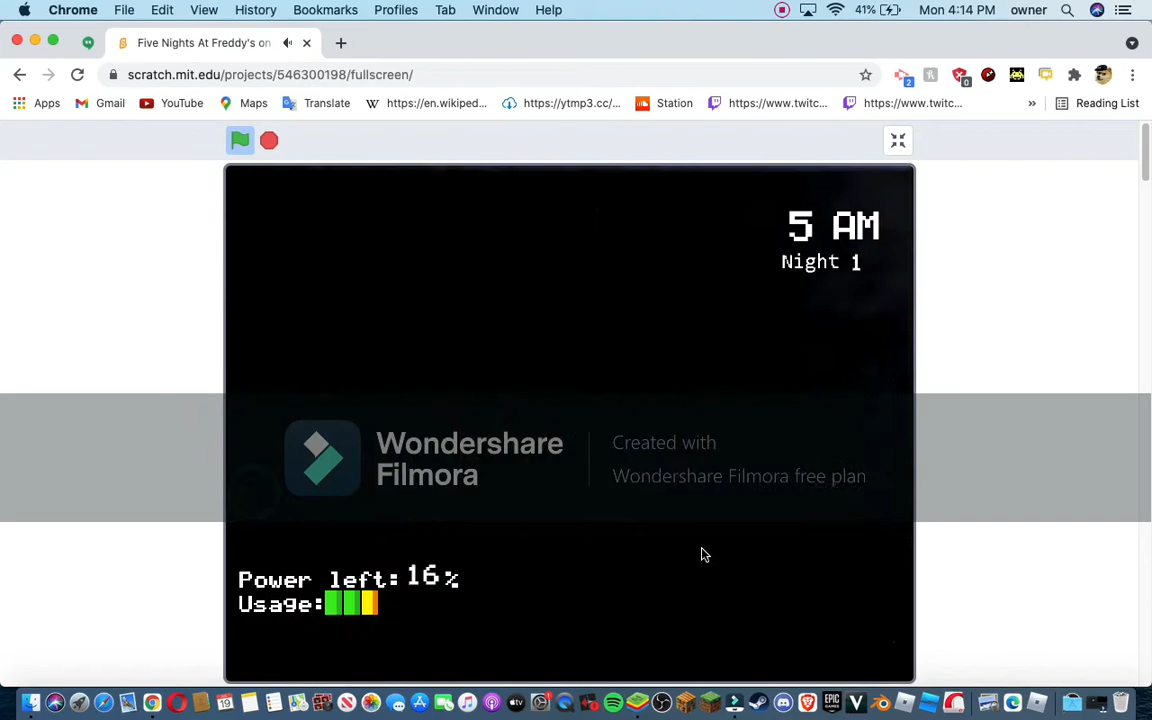 Chrome File Edit View History Bookmarks Profiles Tab Window Help 41% Mon 4:14 PM owner
Five Nights At Freddy's on
scratch.mit.edu/projects/546300198/fullscreen/
2 0
Apps Gmail YouTube Maps Translate W https://en.wikiped... https://ytmp3.cc/... Station https://www.twitc... https://www.twitc... » Reading List
5 AM
Night 1
Wondershare
Filmora
Created with
Wondershare Filmora free plan
Power left: 16%
Usage: